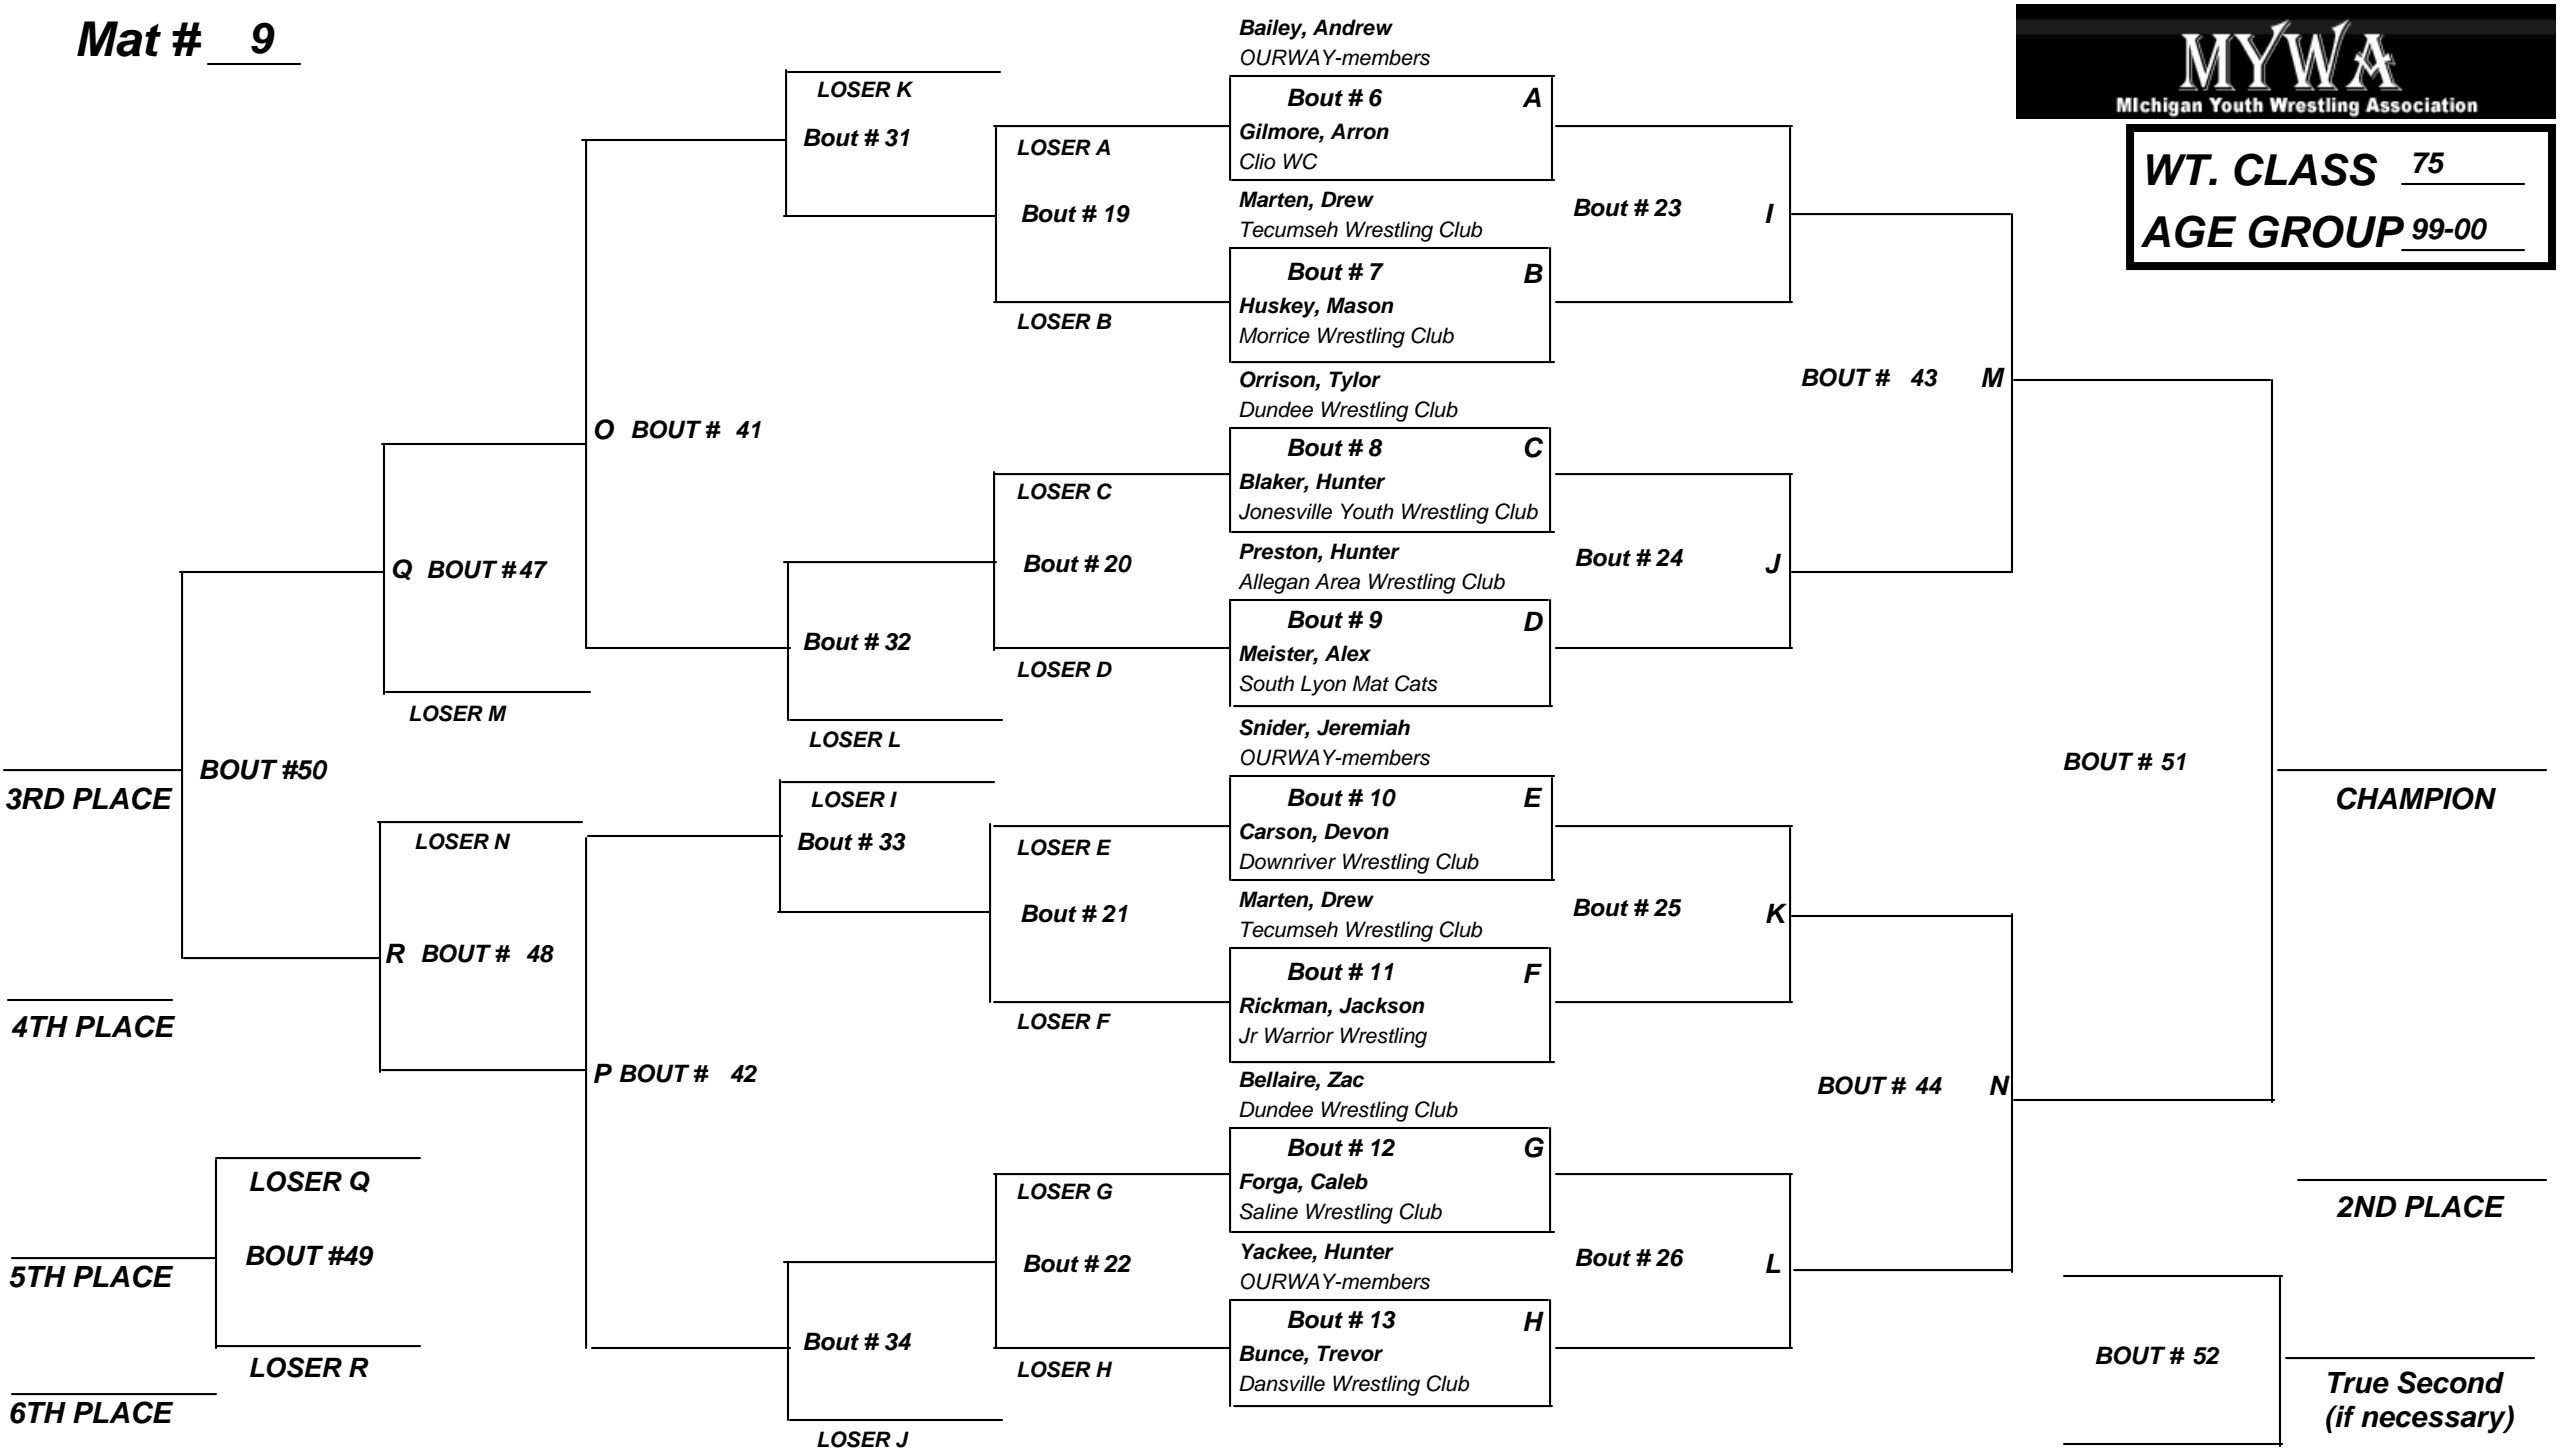 Mat # 9
MYWA
MIchigan Youth Wrestling Association
WT. CLASS 75
AGE GROUP 99-00
Bailey, Andrew
OURWAY-members
Bout # 6 A
Gilmore, Arron
Clio WC
Marten, Drew
Tecumseh Wrestling Club
Bout # 7 B
Huskey, Mason
Morrice Wrestling Club
Orrison, Tylor
Dundee Wrestling Club
Bout # 8 C
Blaker, Hunter
Jonesville Youth Wrestling Club
Preston, Hunter
Allegan Area Wrestling Club
Bout # 9 D
Meister, Alex
South Lyon Mat Cats
Snider, Jeremiah
OURWAY-members
Bout # 10 E
Carson, Devon
Downriver Wrestling Club
Marten, Drew
Tecumseh Wrestling Club
Bout # 11 F
Rickman, Jackson
Jr Warrior Wrestling
Bellaire, Zac
Dundee Wrestling Club
Bout # 12 G
Forga, Caleb
Saline Wrestling Club
Yackee, Hunter
OURWAY-members
Bout # 13 H
Bunce, Trevor
Dansville Wrestling Club
Bout # 23 I
Bout # 24 J
Bout # 25 K
Bout # 26 L
BOUT # 43 M
BOUT # 44 N
BOUT # 51
CHAMPION
2ND PLACE
BOUT # 52
True Second
(if necessary)
LOSER A
Bout # 19
LOSER B
LOSER C
Bout # 20
LOSER D
LOSER E
Bout # 21
LOSER F
LOSER G
Bout # 22
LOSER H
LOSER K
Bout # 31
Bout # 32
LOSER L
LOSER I
Bout # 33
Bout # 34
LOSER J
O BOUT # 41
P BOUT # 42
Q BOUT #47
LOSER M
LOSER N
R BOUT # 48
BOUT #50
3RD PLACE
4TH PLACE
LOSER Q
BOUT #49
LOSER R
5TH PLACE
6TH PLACE